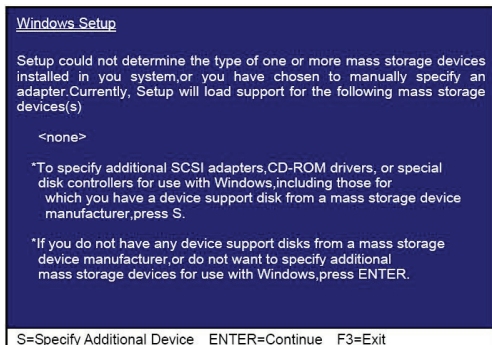 Windows Setup
Setup could not determine the type of one or more mass storage devices
installed in you system,or you have chosen to manually specify an
adapter.Currently, Setup will load support for the following mass storage
devices(s)
<none>
*To specify additional SCSI adapters,CD-ROM drivers, or special
disk controllers for use with Windows,including those for
which you have a device support disk from a mass storage device
manufacturer,press S.
*If you do not have any device support disks from a mass storage
device manufacturer,or do not want to specify additional
mass storage devices for use with Windows,press ENTER.
S=Specify Additional Device ENTER=Continue F3=Exit